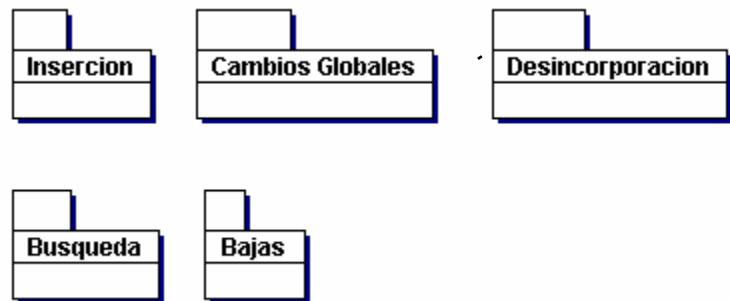 Insercion
Cambios Globales
Desincorporacion
Busqueda
Bajas